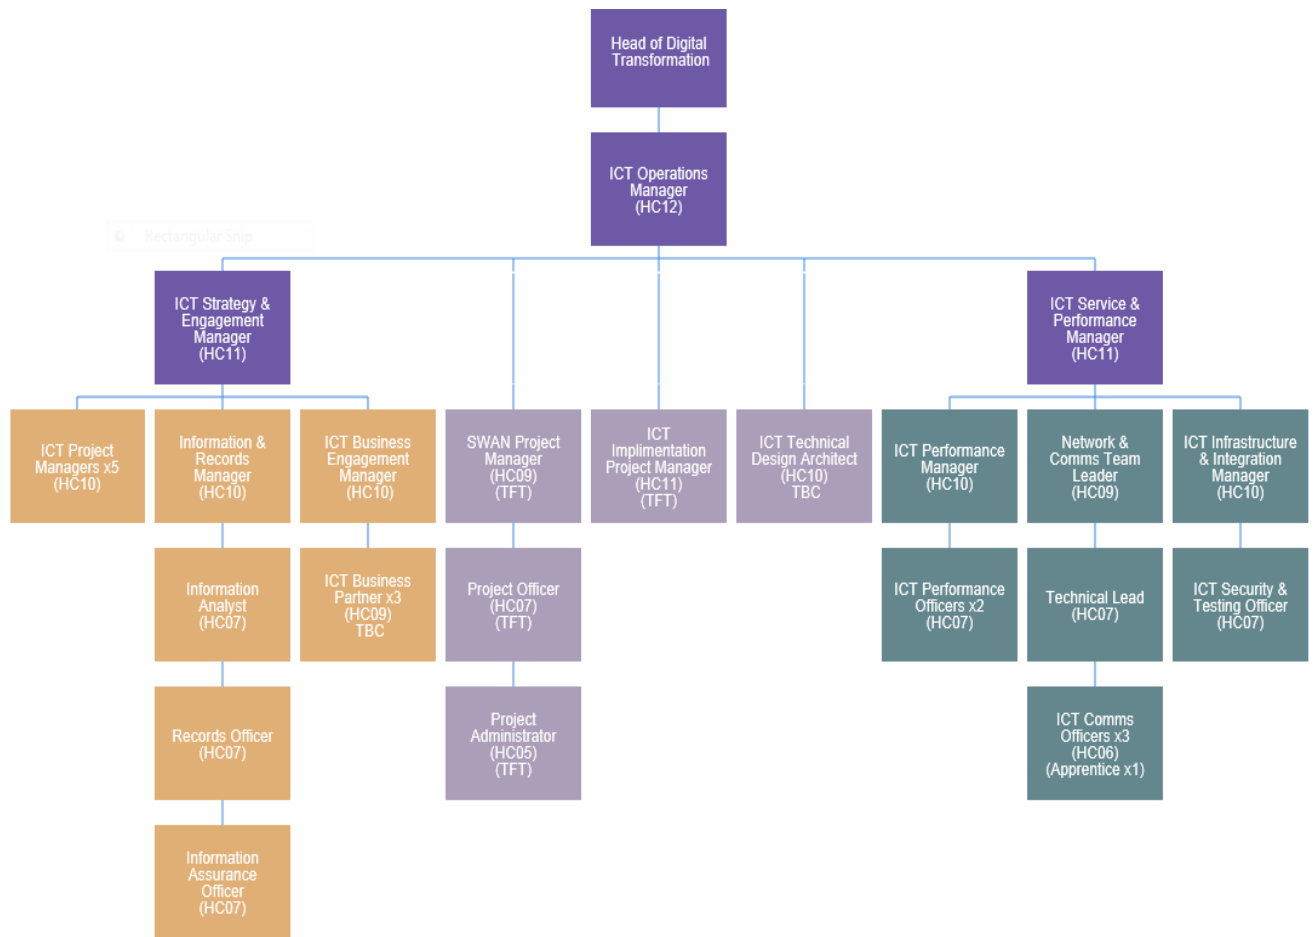 Head of Digital
Transformation
ICT Operations
Manager
(HC12)
Rectangular Snip
ICT Strategy &
Engagement
Manager
(HC11)
ICT Service &
Performance
Manager
(HC11)
ICT Project
Managers x5
(HC10)
Information &
Records
Manager
(HC10)
ICT Business
Engagement
Manager
(HC10)
SWAN Project
Manager
(HC09)
(TFT)
ICT
Implimentation
Project Manager
(HC11)
(TFT)
ICT Technical
Design Architect
(HC10)
TBC
ICT Performance
Manager
(HC10)
Network &
Comms Team
Leader
(HC09)
ICT Infrastructure
& Integration
Manager
(HC10)
Information
Analyst
(HC07)
ICT Business
Partner x3
(HC09)
TBC
Project Officer
(HC07)
(TFT)
ICT Performance
Officers x2
(HC07)
Technical Lead
(HC07)
ICT Security &
Testing Officer
(HC07)
Records Officer
(HC07)
Project
Administrator
(HC05)
(TFT)
ICT Comms
Officers x3
(HC06)
(Apprentice x1)
Information
Assurance
Officer
(HC07)